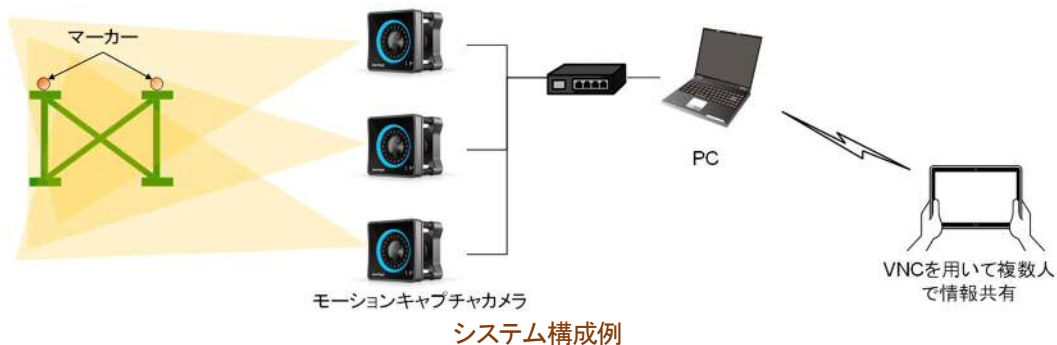 マーカー
PC
VNCを用いて複数人
で情報共有
モーションキャプチャカメラ
システム構成例